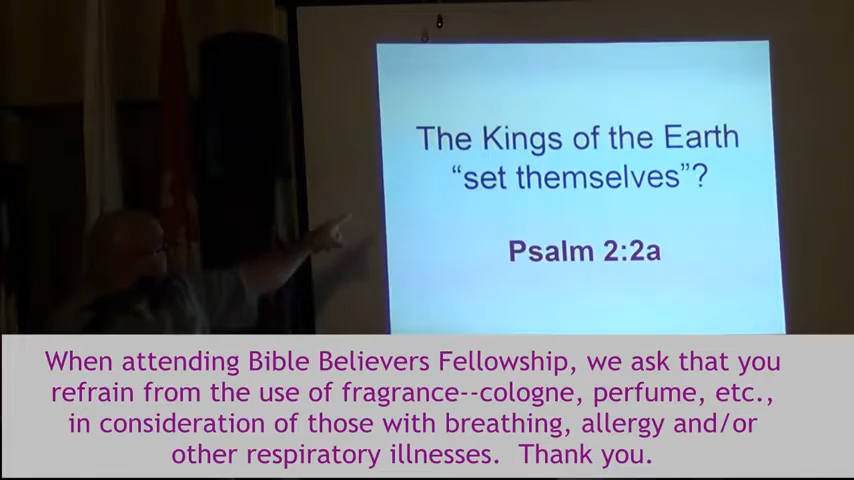 The Kings of the Earth
“set themselves”?
Psalm 2:2a
When attending Bible Believers Fellowship, we ask that you
refrain from the use of fragrance--cologne, perfume, etc.,
in consideration of those with breathing, allergy and/or
other respiratory illnesses.  Thank you.